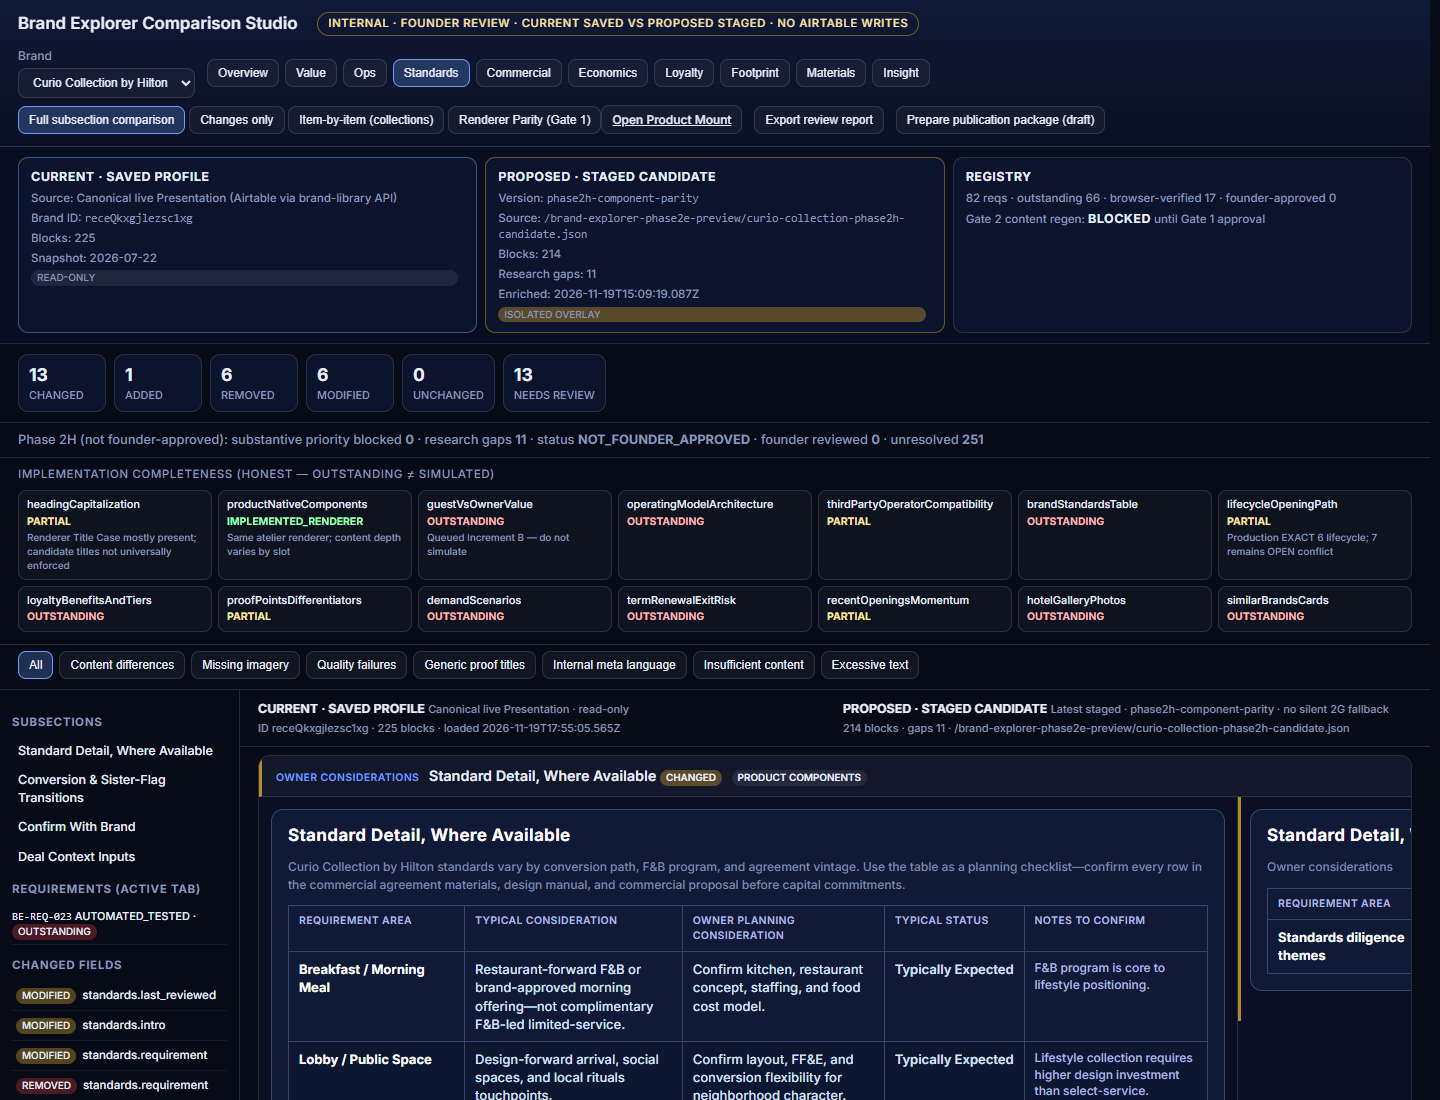 Brand Explorer Comparison Studio
INTERNAL · FOUNDER REVIEW · CURRENT SAVED VS PROPOSED STAGED · NO AIRTABLE WRITES
Brand
Curio Collection by Hilton
Overview
Value
Ops
Standards
Commercial
Economics
Loyalty
Footprint
Materials
Insight
Full subsection comparison
Changes only
Item-by-item (collections)
Renderer Parity (Gate 1)
Open Product Mount
Export review report
Prepare publication package (draft)
CURRENT · SAVED PROFILE
Source: Canonical live Presentation (Airtable via brand-library API)
Brand ID: receQkxgjlezsc1xg
Blocks: 225
Snapshot: 2026-07-22
READ-ONLY
PROPOSED · STAGED CANDIDATE
Version: phase2h-component-parity
Source: /brand-explorer-phase2e-preview/curio-collection-phase2h-
candidate.json
Blocks: 214
Research gaps: 11
Enriched: 2026-11-19T15:09:19.087Z
ISOLATED OVERLAY
REGISTRY
82 reqs · outstanding 66 · browser-verified 17 · founder-approved 0
Gate 2 content regen: BLOCKED until Gate 1 approval
13
CHANGED
1
ADDED
6
REMOVED
6
MODIFIED
0
UNCHANGED
13
NEEDS REVIEW
Phase 2H (not founder-approved): substantive priority blocked 0 · research gaps 11 · status NOT_FOUNDER_APPROVED · founder reviewed 0 · unresolved 251
IMPLEMENTATION COMPLETENESS (HONEST — OUTSTANDING ≠ SIMULATED)
headingCapitalization
PARTIAL
Renderer Title Case mostly present;
candidate titles not universally
enforced
productNativeComponents
IMPLEMENTED_RENDERER
Same atelier renderer; content depth
varies by slot
guestVsOwnerValue
OUTSTANDING
Queued Increment B — do not
simulate
operatingModelArchitecture
OUTSTANDING
thirdPartyOperatorCompatibility
PARTIAL
brandStandardsTable
OUTSTANDING
lifecycleOpeningPath
PARTIAL
Production EXACT 6 lifecycle; 7
remains OPEN conflict
loyaltyBenefitsAndTiers
OUTSTANDING
proofPointsDifferentiators
PARTIAL
demandScenarios
OUTSTANDING
termRenewalExitRisk
OUTSTANDING
recentOpeningsMomentum
PARTIAL
hotelGalleryPhotos
OUTSTANDING
similarBrandsCards
OUTSTANDING
All
Content differences
Missing imagery
Quality failures
Generic proof titles
Internal meta language
Insufficient content
Excessive text
SUBSECTIONS
Standard Detail, Where Available
Conversion & Sister-Flag
Transitions
Confirm With Brand
Deal Context Inputs
REQUIREMENTS (ACTIVE TAB)
BE-REQ-023 AUTOMATED_TESTED ·
OUTSTANDING
CHANGED FIELDS
MODIFIED standards.last_reviewed
MODIFIED standards.intro
MODIFIED standards.requirement
REMOVED standards.requirement
CURRENT · SAVED PROFILE Canonical live Presentation · read-only
ID receQkxgjlezsc1xg · 225 blocks · loaded 2026-11-19T17:55:05.565Z
PROPOSED · STAGED CANDIDATE Latest staged · phase2h-component-parity · no silent 2G fallback
214 blocks · gaps 11 · /brand-explorer-phase2e-preview/curio-collection-phase2h-candidate.json
OWNER CONSIDERATIONS Standard Detail, Where Available CHANGED PRODUCT COMPONENTS
Standard Detail, Where Available
Curio Collection by Hilton standards vary by conversion path, F&B program, and agreement vintage. Use the table as a planning checklist—confirm every row in
the commercial agreement materials, design manual, and commercial proposal before capital commitments.
REQUIREMENT AREA
TYPICAL CONSIDERATION
OWNER PLANNING
CONSIDERATION
TYPICAL STATUS
NOTES TO CONFIRM
Breakfast / Morning
Meal
Restaurant-forward F&B or
brand-approved morning
offering—not complimentary
F&B-led limited-service.
Confirm kitchen, restaurant
concept, staffing, and food
cost model.
Typically Expected
F&B program is core to
lifestyle positioning.
Lobby / Public Space
Design-forward arrival, social
spaces, and local rituals
touchpoints.
Confirm layout, FF&E, and
conversion flexibility for
neighborhood character.
Typically Expected
Lifestyle collection requires
higher design investment
than select-service.
Standard Detail,
Owner considerations
REQUIREMENT AREA
Standards diligence
themes